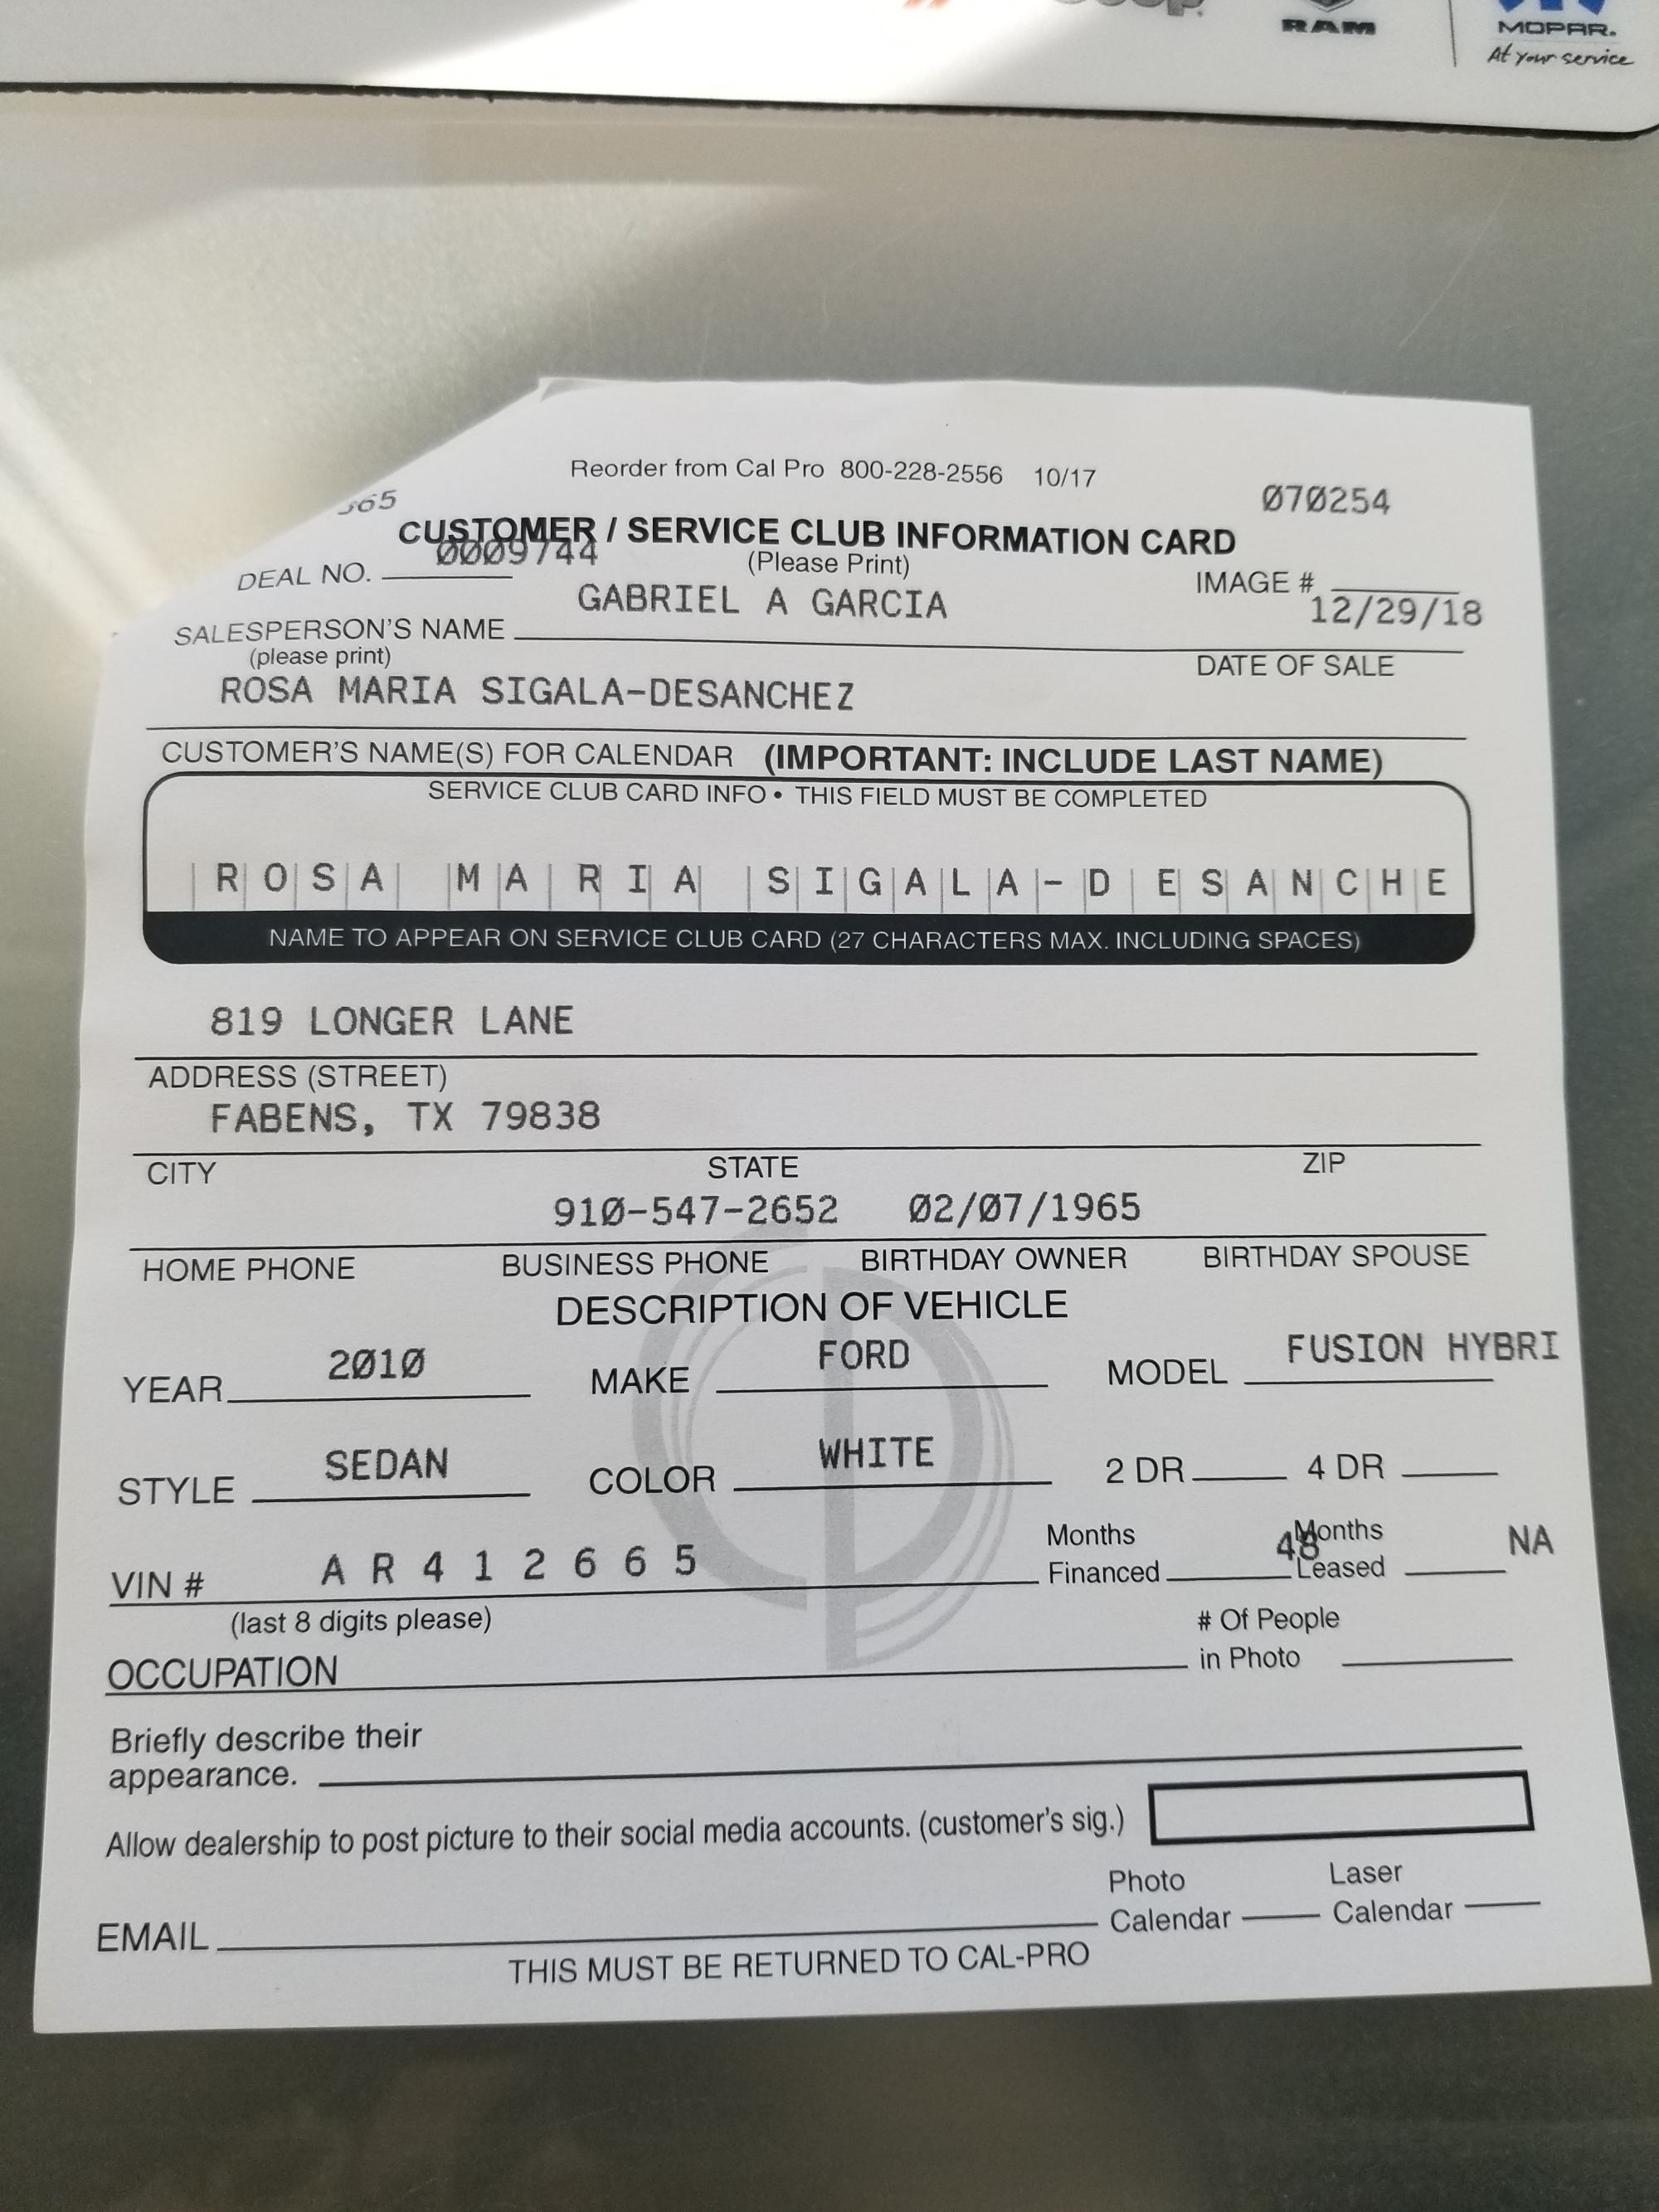 RAM
MOPAR.
At your service
Reorder from Cal Pro 800-228-2556 10/17
365 070254
CUSTOMER / SERVICE CLUB INFORMATION CARD
DEAL NO. 0009744 (Please Print) IMAGE #
SALESPERSON'S NAME GABRIEL A GARCIA 12/29/18
(please print) DATE OF SALE
ROSA MARIA SIGALA-DESANCHEZ
CUSTOMER'S NAME(S) FOR CALENDAR (IMPORTANT: INCLUDE LAST NAME)
SERVICE CLUB CARD INFO • THIS FIELD MUST BE COMPLETED
ROSA MARIA SIGALA-DESANCHE
NAME TO APPEAR ON SERVICE CLUB CARD (27 CHARACTERS MAX. INCLUDING SPACES)
819 LONGER LANE
ADDRESS (STREET)
FABENS, TX 79838
CITY STATE ZIP
910-547-2652 02/07/1965
HOME PHONE BUSINESS PHONE BIRTHDAY OWNER BIRTHDAY SPOUSE
DESCRIPTION OF VEHICLE
YEAR 2010 MAKE FORD MODEL FUSION HYBRI
STYLE SEDAN COLOR WHITE 2 DR 4 DR
VIN # AR412665 Months Financed 48 Months Leased NA
(last 8 digits please)
OCCUPATION # Of People in Photo
Briefly describe their
appearance.
Allow dealership to post picture to their social media accounts. (customer's sig.)
EMAIL Photo Calendar Laser Calendar
THIS MUST BE RETURNED TO CAL-PRO